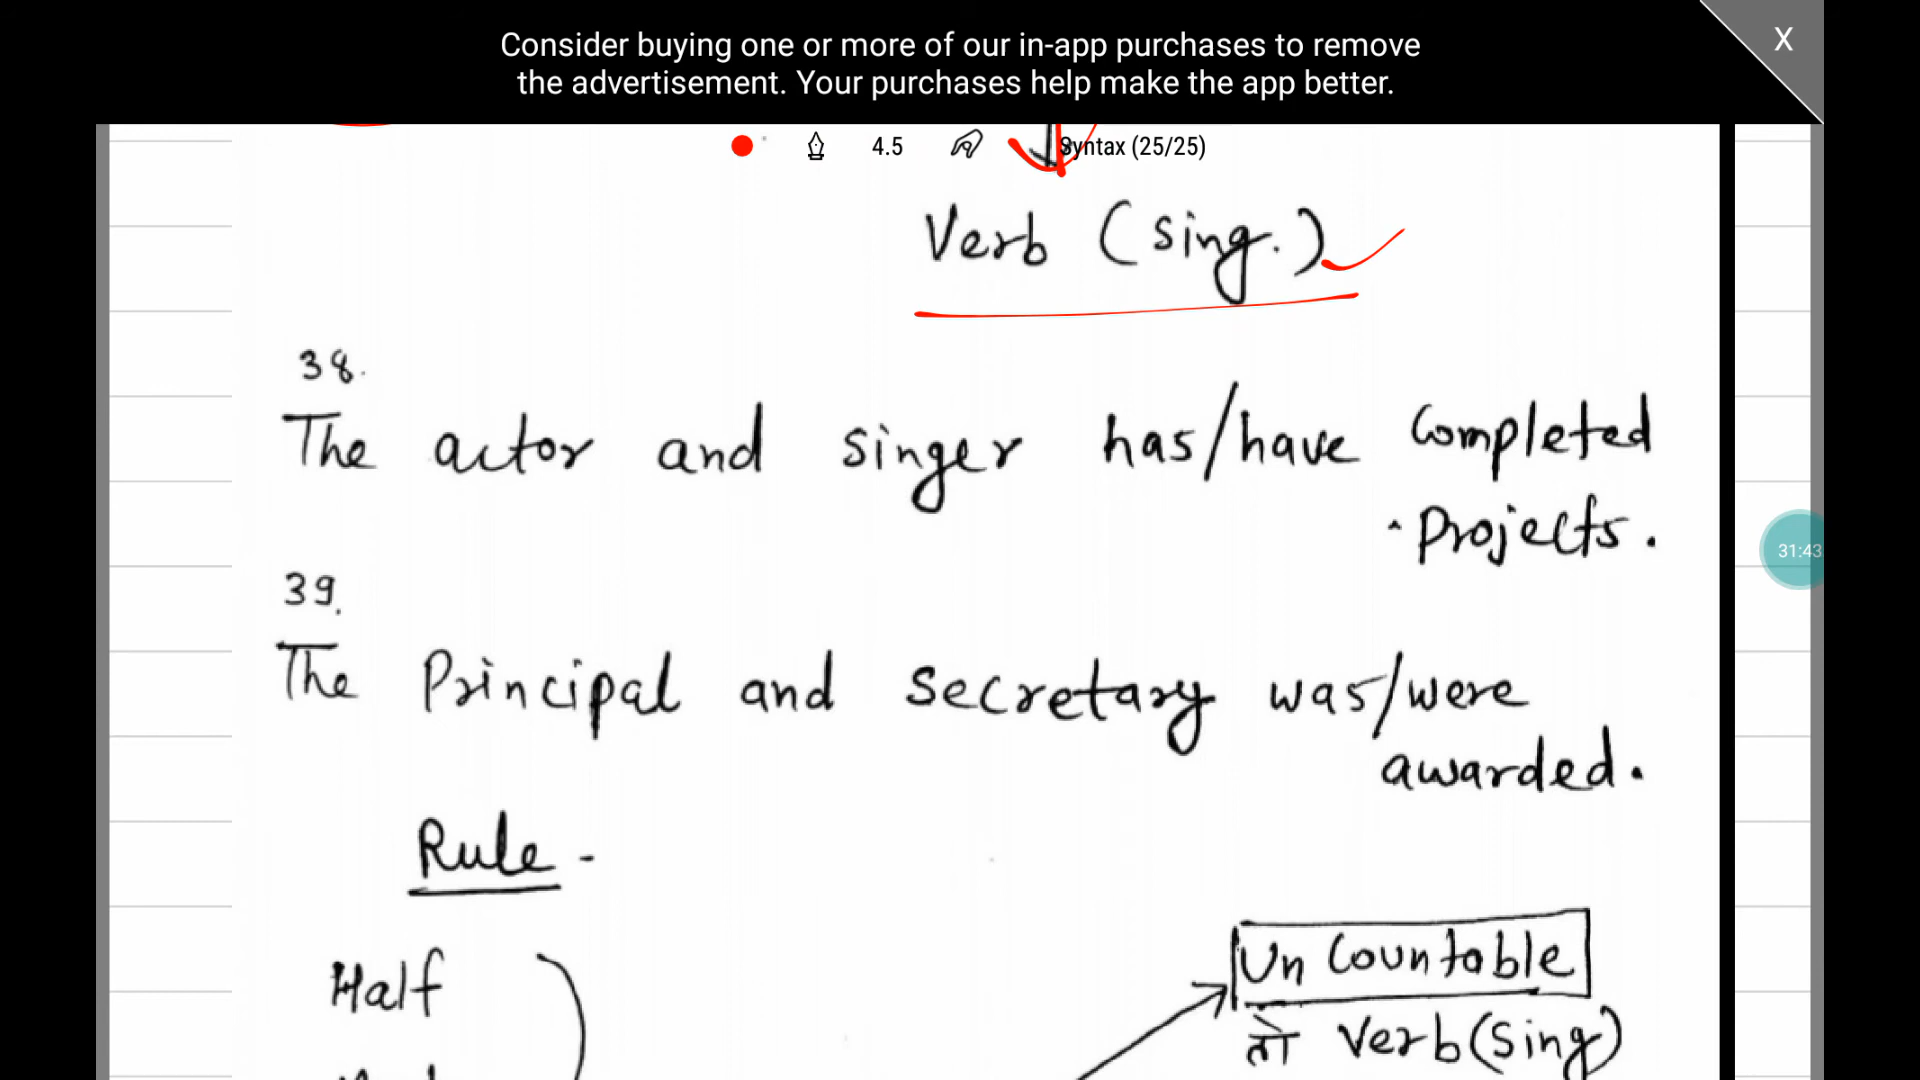 Consider buying one or more of our in-app purchases to remove
the advertisement. Your purchases help make the app better.
X
4.5
Syntax (25/25)
Verb (sing.)
38.
The actor and singer has/have completed
projects.
31:43
39.
The Principal and secretary was/were
awarded.
Rule -
Half
Un Countable
तो Verb (Sing)